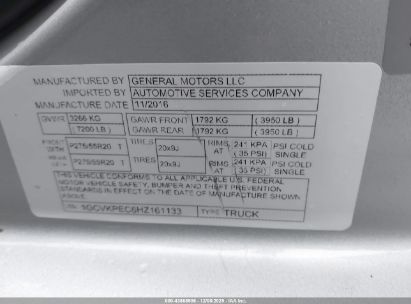 MANUFACTURED BY GENERAL MOTORS LLC
IMPORTED BY AUTOMOTIVE SERVICES COMPANY
MANUFACTURE DATE 11/2016
GVWR 3266 KG GAWR FRONT 1792 KG ( 3950 LB )
( 7200 LB ) GAWR REAR 1792 KG ( 3950 LB )
P275/55R20 T TIRES 20x9J RIMS AT 241 KPA PSI COLD
( 35 PSI) SINGLE
P275/55R20 T TIRES 20x9J RIMS AT 241 KPA PSI COLD
( 35 PSI) SINGLE
THIS VEHICLE CONFORMS TO ALL APPLICABLE U.S. FEDERAL
MOTOR VEHICLE SAFETY, BUMPER AND THEFT PREVENTION
STANDARDS IN EFFECT ON THE DATE OF MANUFACTURE SHOWN
ABOVE.
TYPE TRUCK